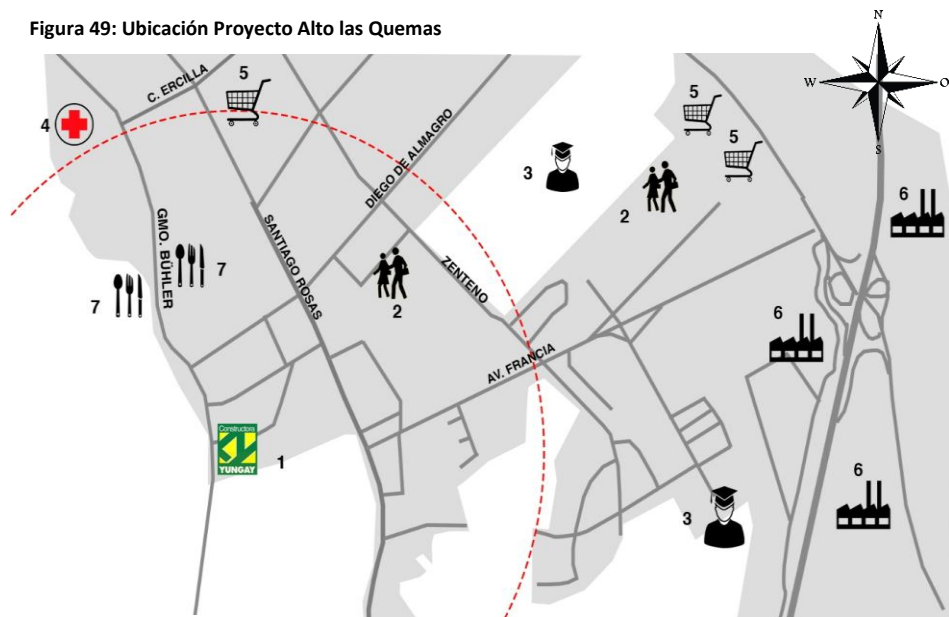 Figura 49: Ubicación Proyecto Alto las Quemas
N
W
O
S
C. ERCILLA
5
5
5
4
3
DIEGO DE ALMAGRO
2
6
GMO. BÜHLER
SANTIAGO ROSAS
ZENTENO
7
7
2
6
AV. FRANCIA
Constructora
YUNGAY
1
6
3